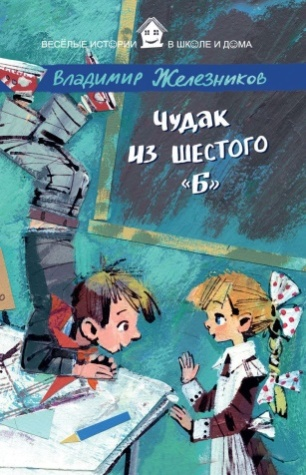 ВЕСЁЛЫЕ ИСТОРИИ В ШКОЛЕ И ДОМА
Владимир Железников
Чудак
из шестого
«Б»